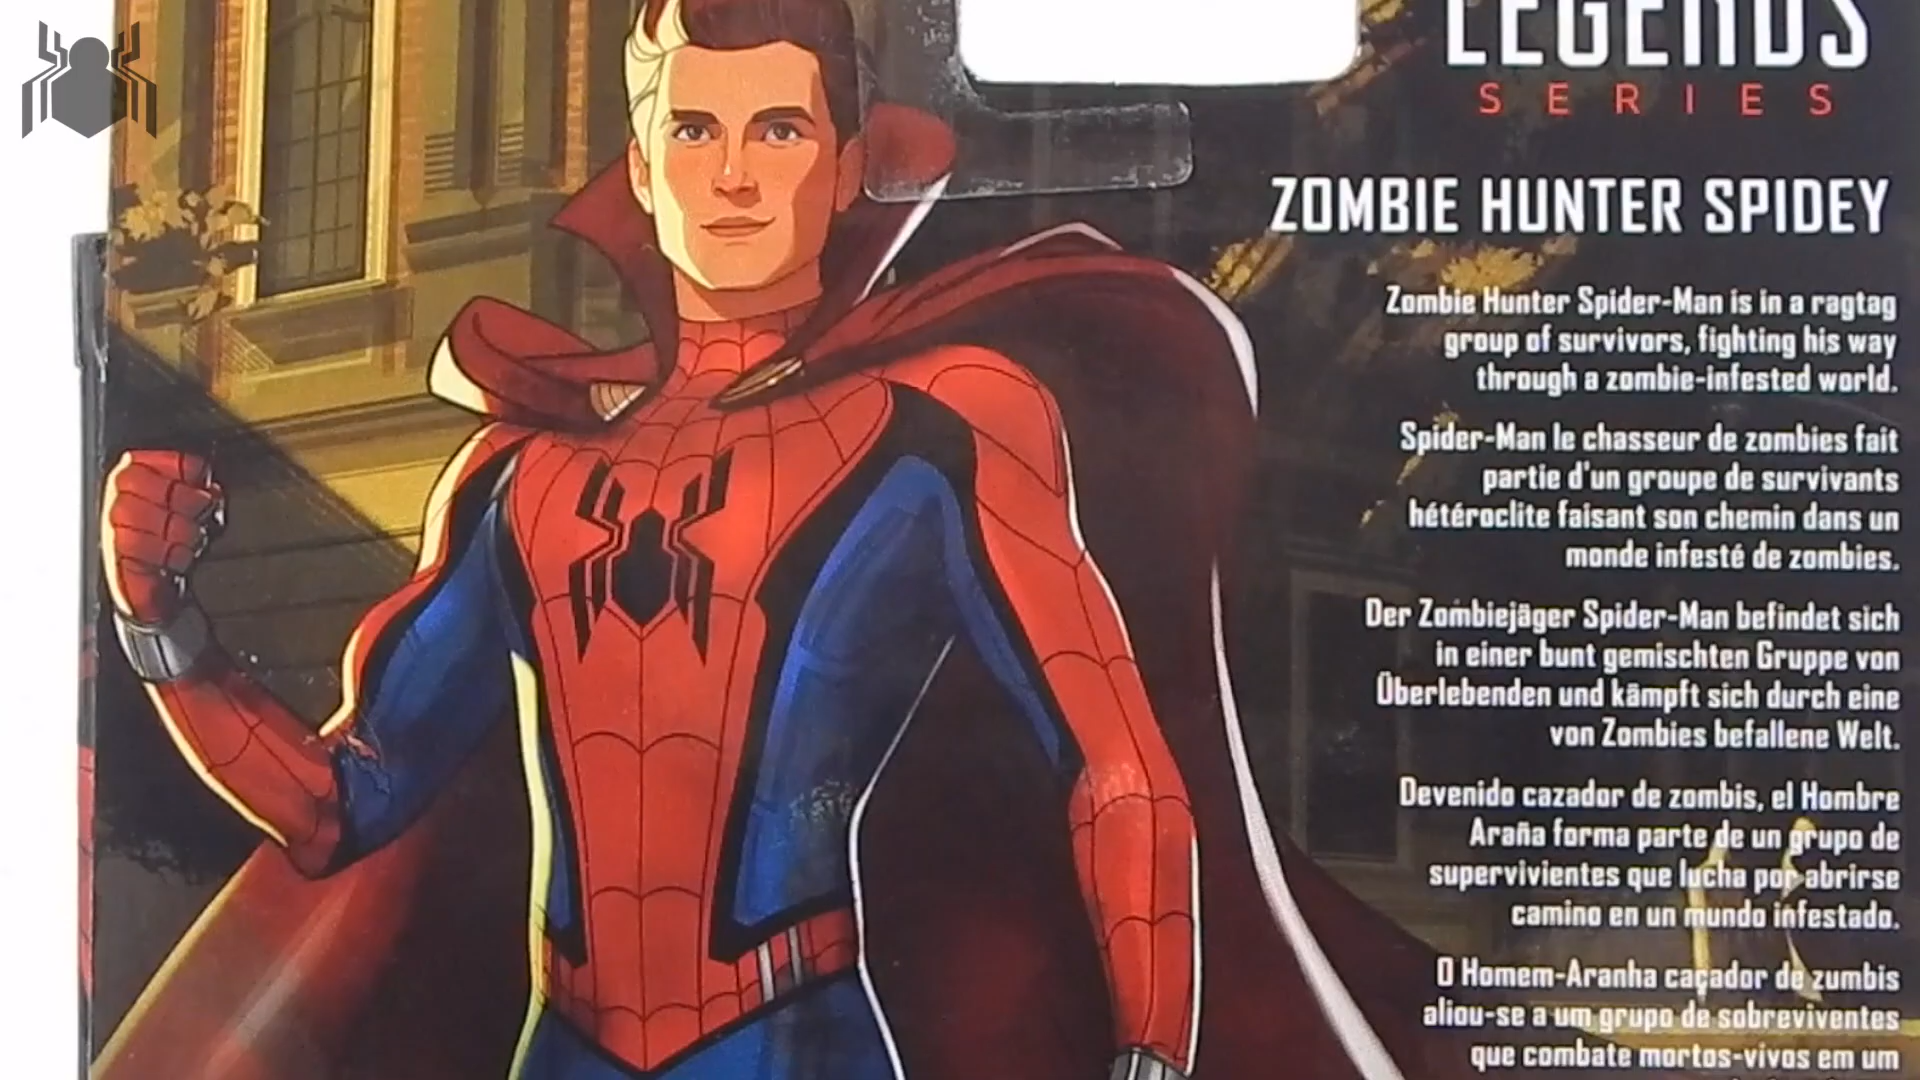 LEGENDS
SERIES
ZOMBIE HUNTER SPIDEY
Zombie Hunter Spider-Man is in a ragtag
group of survivors, fighting his way
through a zombie-infested world.
Spider-Man le chasseur de zombies fait
partie d'un groupe de survivants
hétéroclite faisant son chemin dans un
monde infesté de zombies.
Der Zombiejäger Spider-Man befindet sich
in einer bunt gemischten Gruppe von
Überlebenden und kämpft sich durch eine
von Zombies befallene Welt.
Devenido cazador de zombis, el Hombre
Araña forma parte de un grupo de
supervivientes que lucha por abrirse
camino en un mundo infestado.
O Homem-Aranha caçador de zumbis
aliou-se a um grupo de sobreviventes
que combate mortos-vivos em um